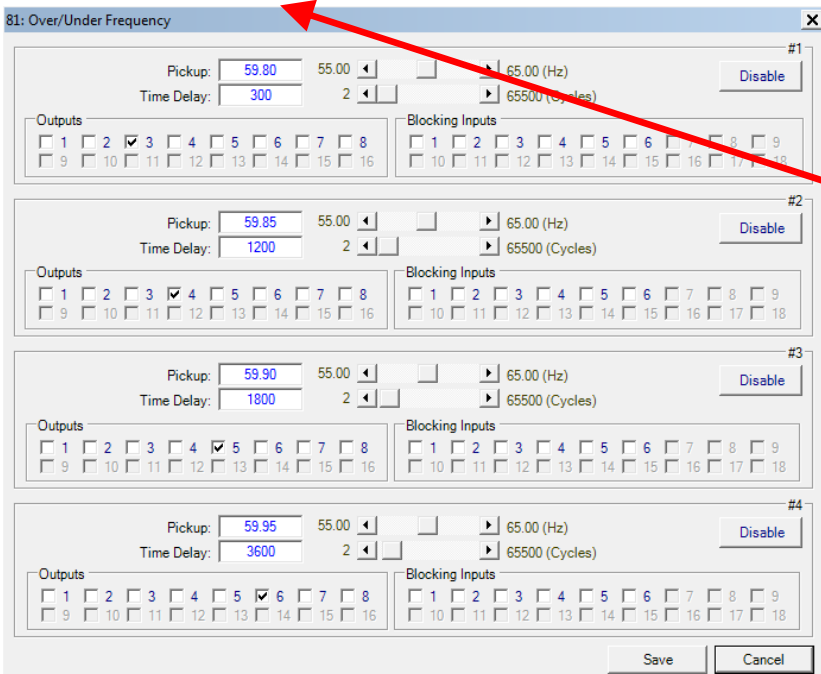 81: Over/Under Frequency
#1
Pickup: 59.80 55.00 65.00 (Hz)
Disable
Time Delay: 300 2 65500 (Cycles)
Outputs Blocking Inputs
1 2 3 4 5 6 7 8 1 2 3 4 5 6 7 8 9
9 10 11 12 13 14 15 16 10 11 12 13 14 15 16 17 18
#2
Pickup: 59.85 55.00 65.00 (Hz)
Disable
Time Delay: 1200 2 65500 (Cycles)
Outputs Blocking Inputs
1 2 3 4 5 6 7 8 1 2 3 4 5 6 7 8 9
9 10 11 12 13 14 15 16 10 11 12 13 14 15 16 17 18
#3
Pickup: 59.90 55.00 65.00 (Hz)
Disable
Time Delay: 1800 2 65500 (Cycles)
Outputs Blocking Inputs
1 2 3 4 5 6 7 8 1 2 3 4 5 6 7 8 9
9 10 11 12 13 14 15 16 10 11 12 13 14 15 16 17 18
#4
Pickup: 59.95 55.00 65.00 (Hz)
Disable
Time Delay: 3600 2 65500 (Cycles)
Outputs Blocking Inputs
1 2 3 4 5 6 7 8 1 2 3 4 5 6 7 8 9
9 10 11 12 13 14 15 16 10 11 12 13 14 15 16 17 18
Save Cancel